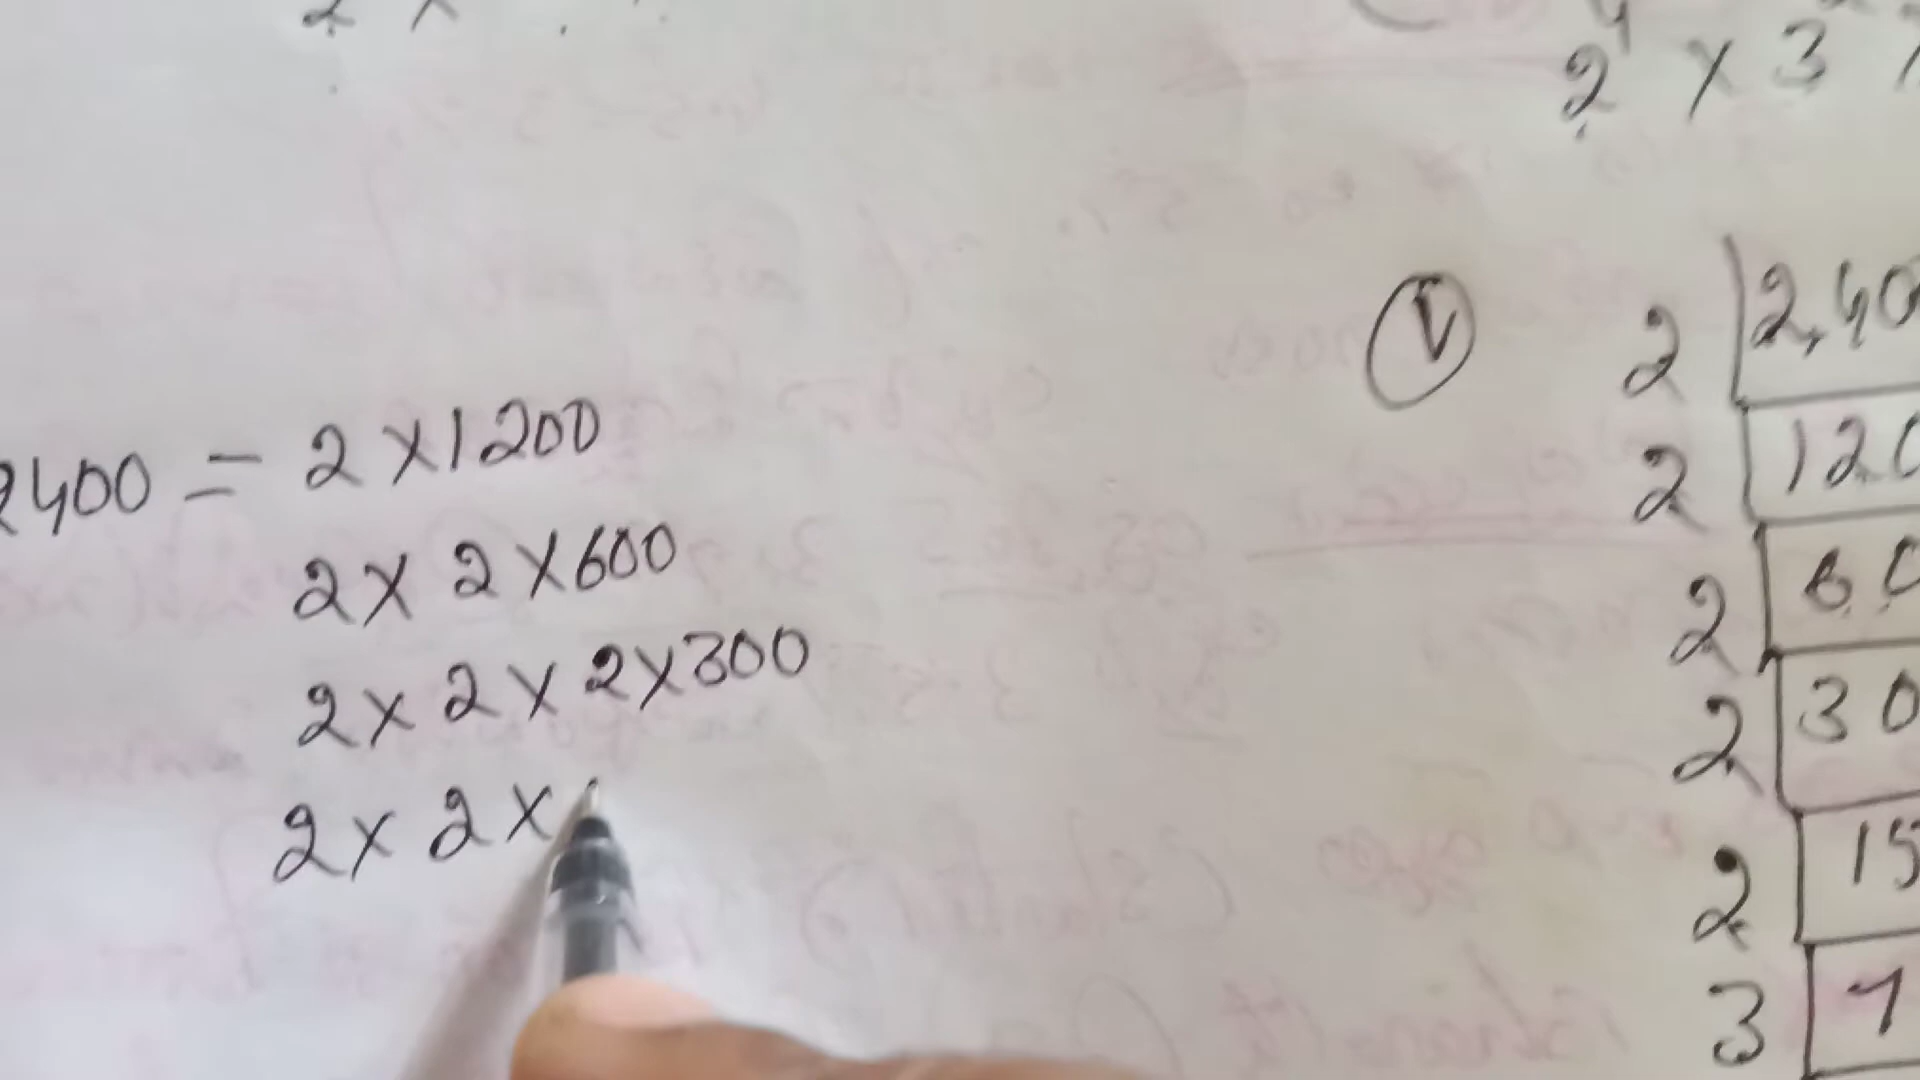 2 ×
2⁴ × 3
2400 = 2 × 1200
2 × 2 × 600
2 × 2 × 2 × 300
2 × 2 ×
V
2 2,40
2 120
2 60
2 30
2 15
3 7